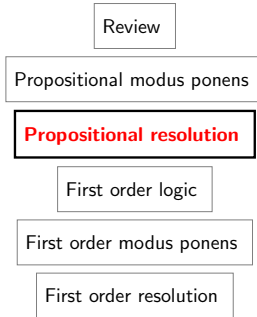 Review
Propositional modus ponens
Propositional resolution
First order logic
First order modus ponens
First order resolution